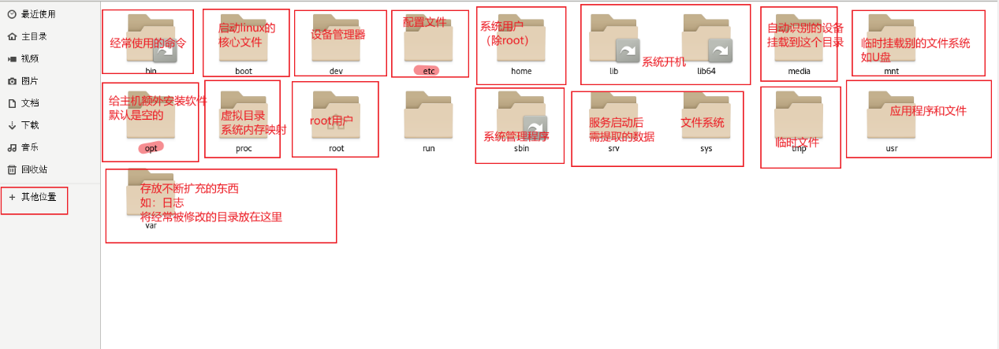 最近使用
主目录
视频
图片
文档
下载
音乐
回收站
+ 其他位置
经常使用的命令
bin
启动linux的
核心文件
boot
设备管理器
dev
配置文件
etc
系统用户
（除root）
home
系统开机
lib
lib64
自动识别的设备
挂载到这个目录
media
临时挂载别的文件系统
如U盘
mnt
给主机额外安装软件
默认是空的
opt
虚拟目录
系统内存映射
proc
root用户
root
run
系统管理程序
sbin
服务启动后
需提取的数据
srv
文件系统
sys
临时文件
tmp
应用程序和文件
usr
存放不断扩充的东西
如：日志
将经常被修改的目录放在这里
var